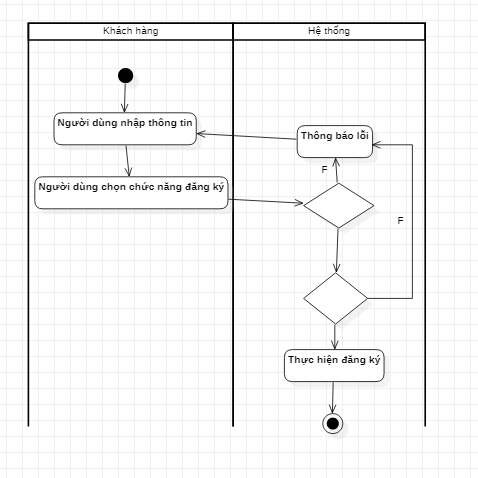 Khách hàng
Hệ thống
Người dùng nhập thông tin
Thông báo lỗi
F
Người dùng chọn chức năng đăng ký
F
Thực hiện đăng ký